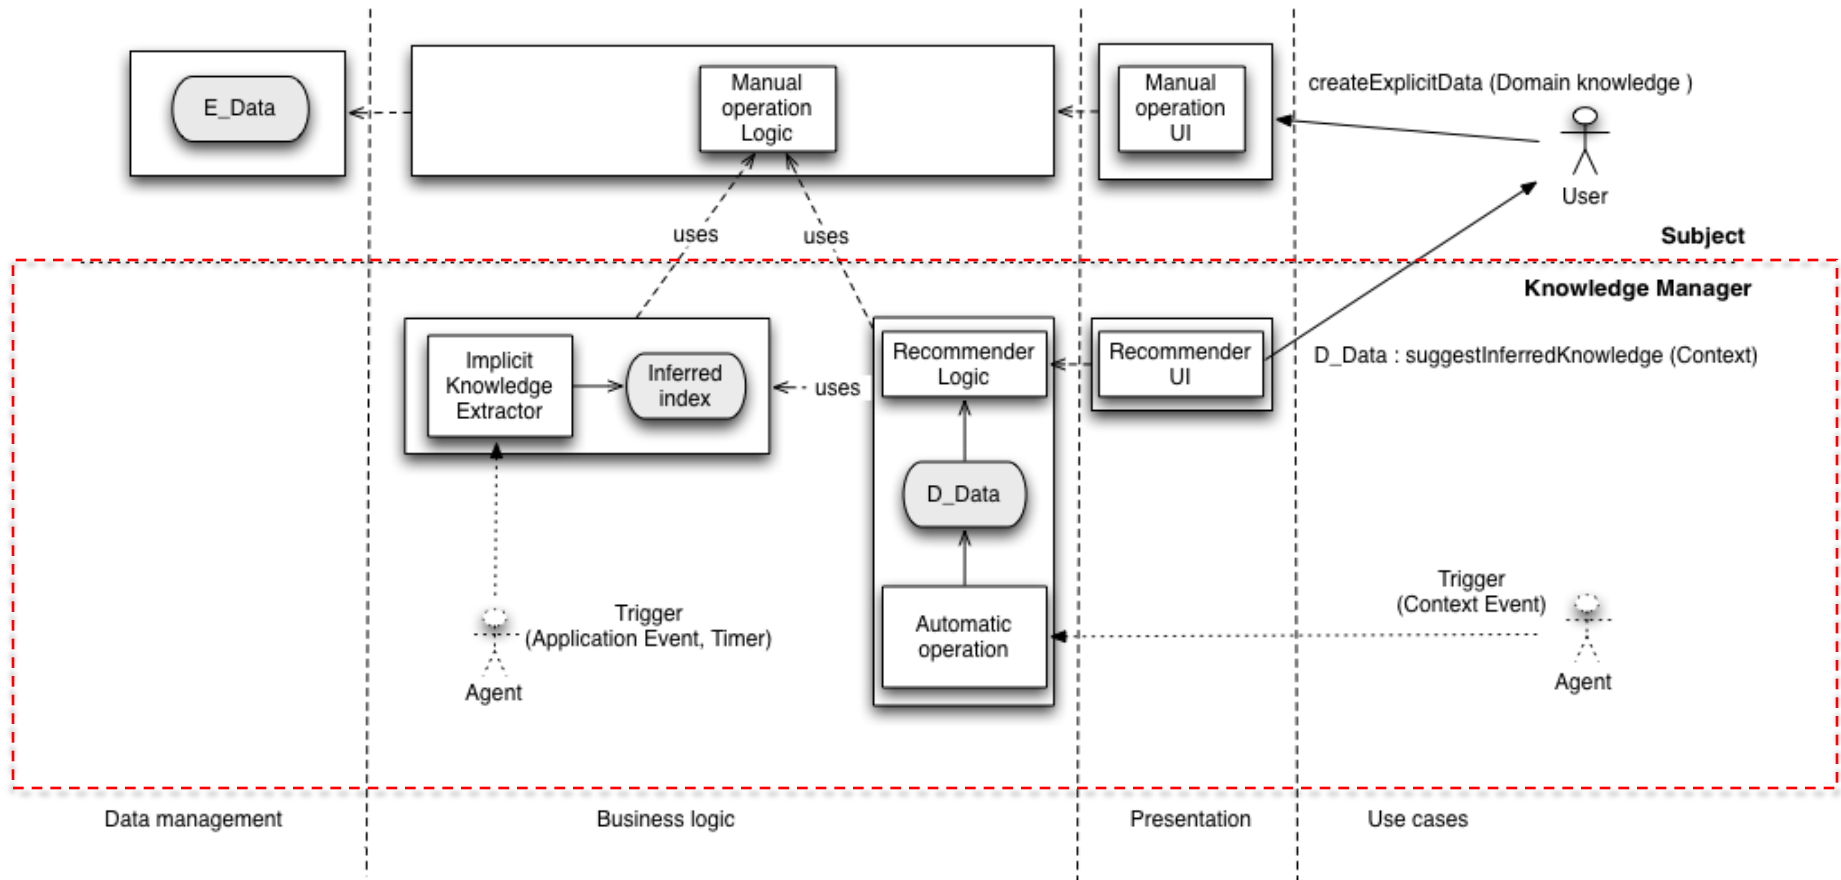 E_Data
Manual
operation
Logic
Manual
operation
UI
createExplicitData (Domain knowledge )
User
uses
uses
Subject
Knowledge Manager
Implicit
Knowledge
Extractor
Inferred
index
uses
Recommender
Logic
Recommender
UI
D_Data : suggestInferredKnowledge (Context)
D_Data
Trigger
(Application Event, Timer)
Agent
Automatic
operation
Trigger
(Context Event)
Agent
Data management
Business logic
Presentation
Use cases